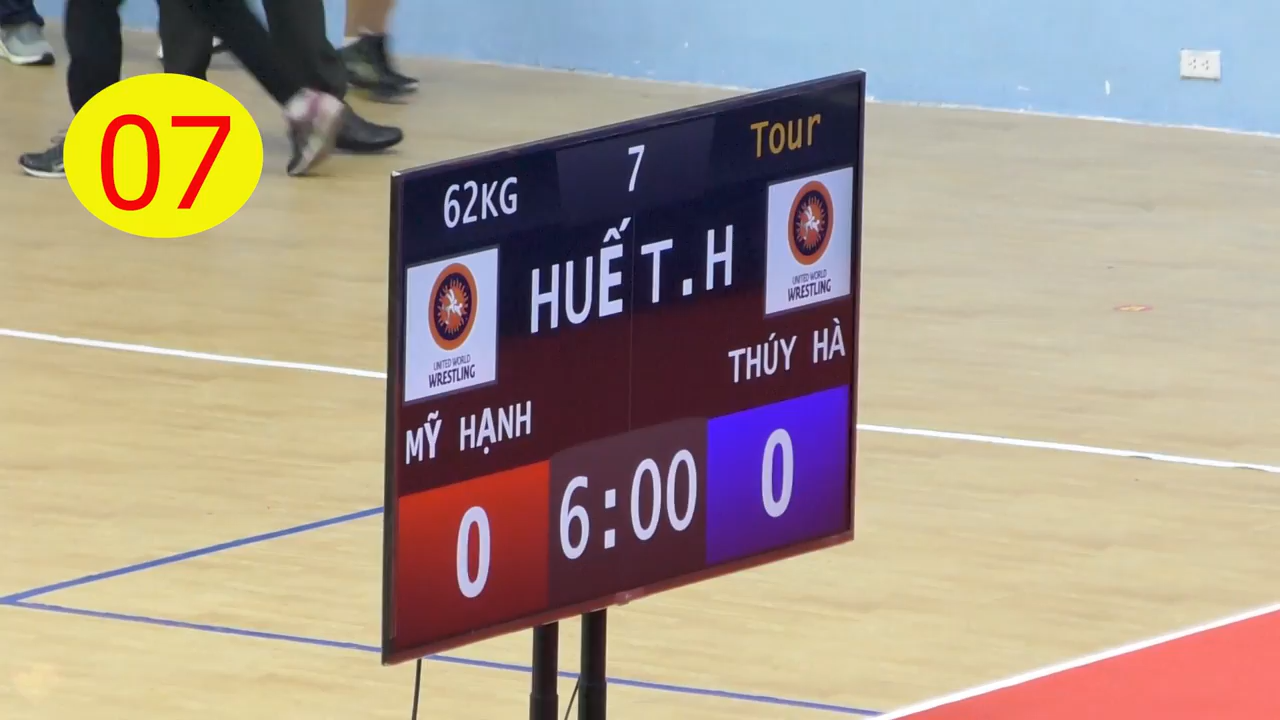 07
62KG
7
Tour
UNITED WORLD
WRESTLING
HUẾ
T.H
UNITED WORLD
WRESTLING
MỸ HẠNH
THÚY HÀ
0
6:00
0